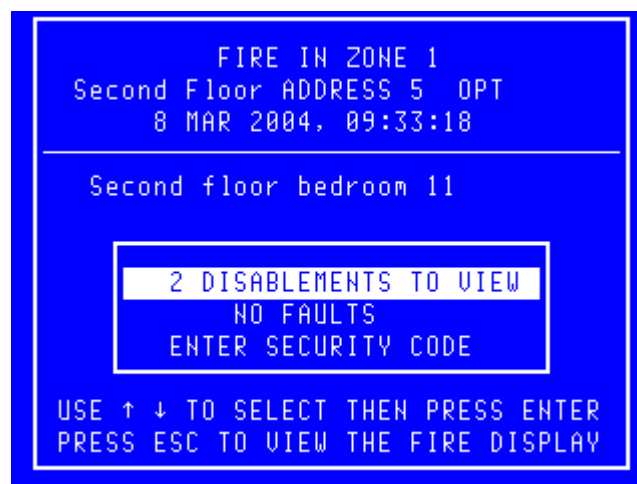 FIRE IN ZONE 1
Second Floor ADDRESS 5 OPT
8 MAR 2004, 09:33:18
Second floor bedroom 11
2 DISABLEMENTS TO VIEW
NO FAULTS
ENTER SECURITY CODE
USE ↑ ↓ TO SELECT THEN PRESS ENTER
PRESS ESC TO VIEW THE FIRE DISPLAY